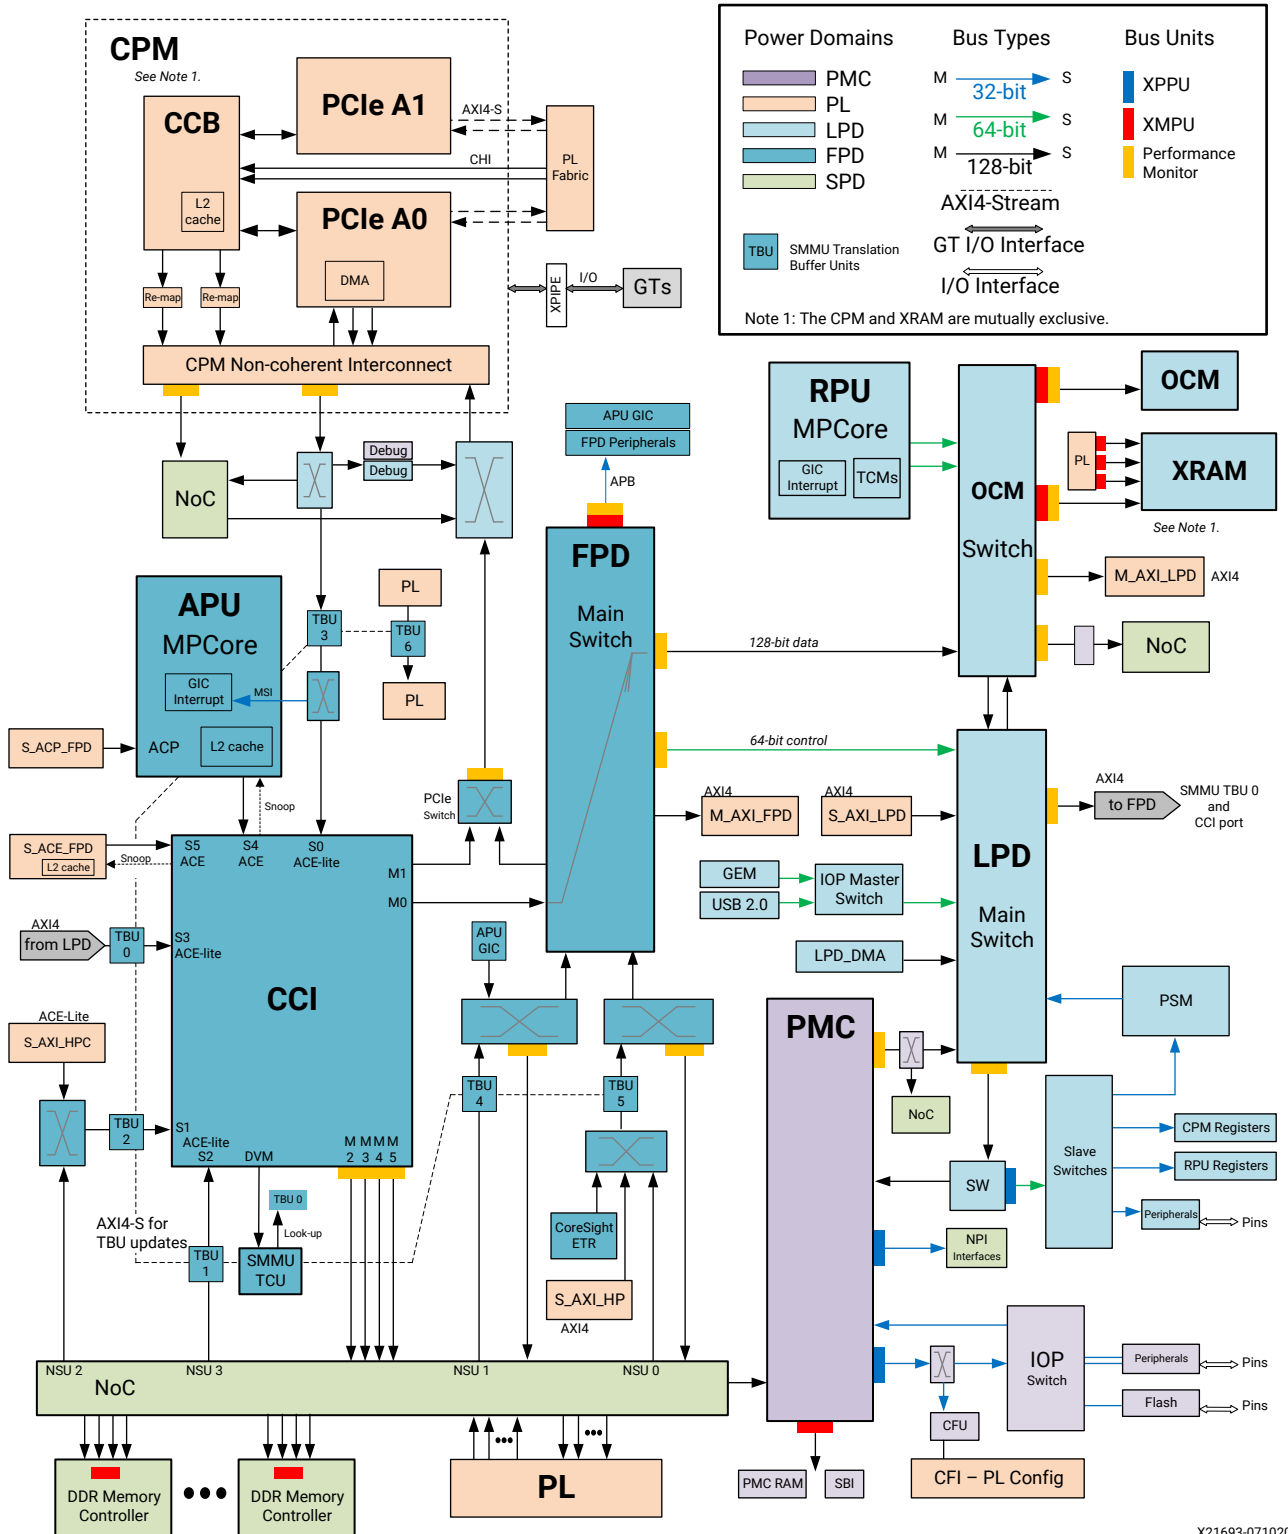 CPM
See Note 1.
CCB
L2
cache
PCIe A1
AXI4-S
CHI
PL
Fabric
PCIe A0
DMA
Re-map
Re-map
CPM Non-coherent Interconnect
XPIPE
I/O
GTs
Power Domains
PMC
PL
LPD
FPD
SPD
TBU
SMMU Translation
Buffer Units
Bus Types
M
S
32-bit
M
S
64-bit
M
S
128-bit
AXI4-Stream
GT I/O Interface
I/O Interface
Bus Units
XPPU
XMPU
Performance
Monitor
Note 1: The CPM and XRAM are mutually exclusive.
NoC
Debug
Debug
APU GIC
FPD Peripherals
APB
RPU
MPCore
GIC
Interrupt
TCMs
OCM
Switch
OCM
PL
XRAM
See Note 1.
M_AXI_LPD
AXI4
NoC
FPD
Main
Switch
128-bit data
64-bit control
APU
MPCore
GIC
Interrupt
MSI
L2 cache
ACP
S_ACP_FPD
TBU
3
PL
TBU
6
PL
Snoop
PCIe
Switch
S_ACE_FPD
L2 cache
Snoop
S5
ACE
S4
ACE
S0
ACE-lite
M1
M0
AXI4
from LPD
TBU
0
S3
ACE-lite
CCI
ACE-Lite
S_AXI_HPC
TBU
2
S1
ACE-lite
S2
DVM
M
2
M
3
M
4
M
5
AXI4
M_AXI_FPD
AXI4
S_AXI_LPD
GEM
USB 2.0
IOP Master
Switch
LPD_DMA
LPD
Main
Switch
AXI4
to FPD
SMMU TBU 0
and
CCI port
APU
GIC
TBU
4
TBU
5
CoreSight
ETR
S_AXI_HP
AXI4
AXI4-S for
TBU updates
TBU
1
TBU 0
Look-up
SMMU
TCU
PMC
NoC
SW
PSM
Slave
Switches
CPM Registers
RPU Registers
Peripherals
Pins
NPI
Interfaces
IOP
Switch
Peripherals
Pins
Flash
Pins
CFU
CFI – PL Config
PMC RAM
SBI
NSU 2
NSU 3
NSU 1
NSU 0
NoC
DDR Memory
Controller
DDR Memory
Controller
PL